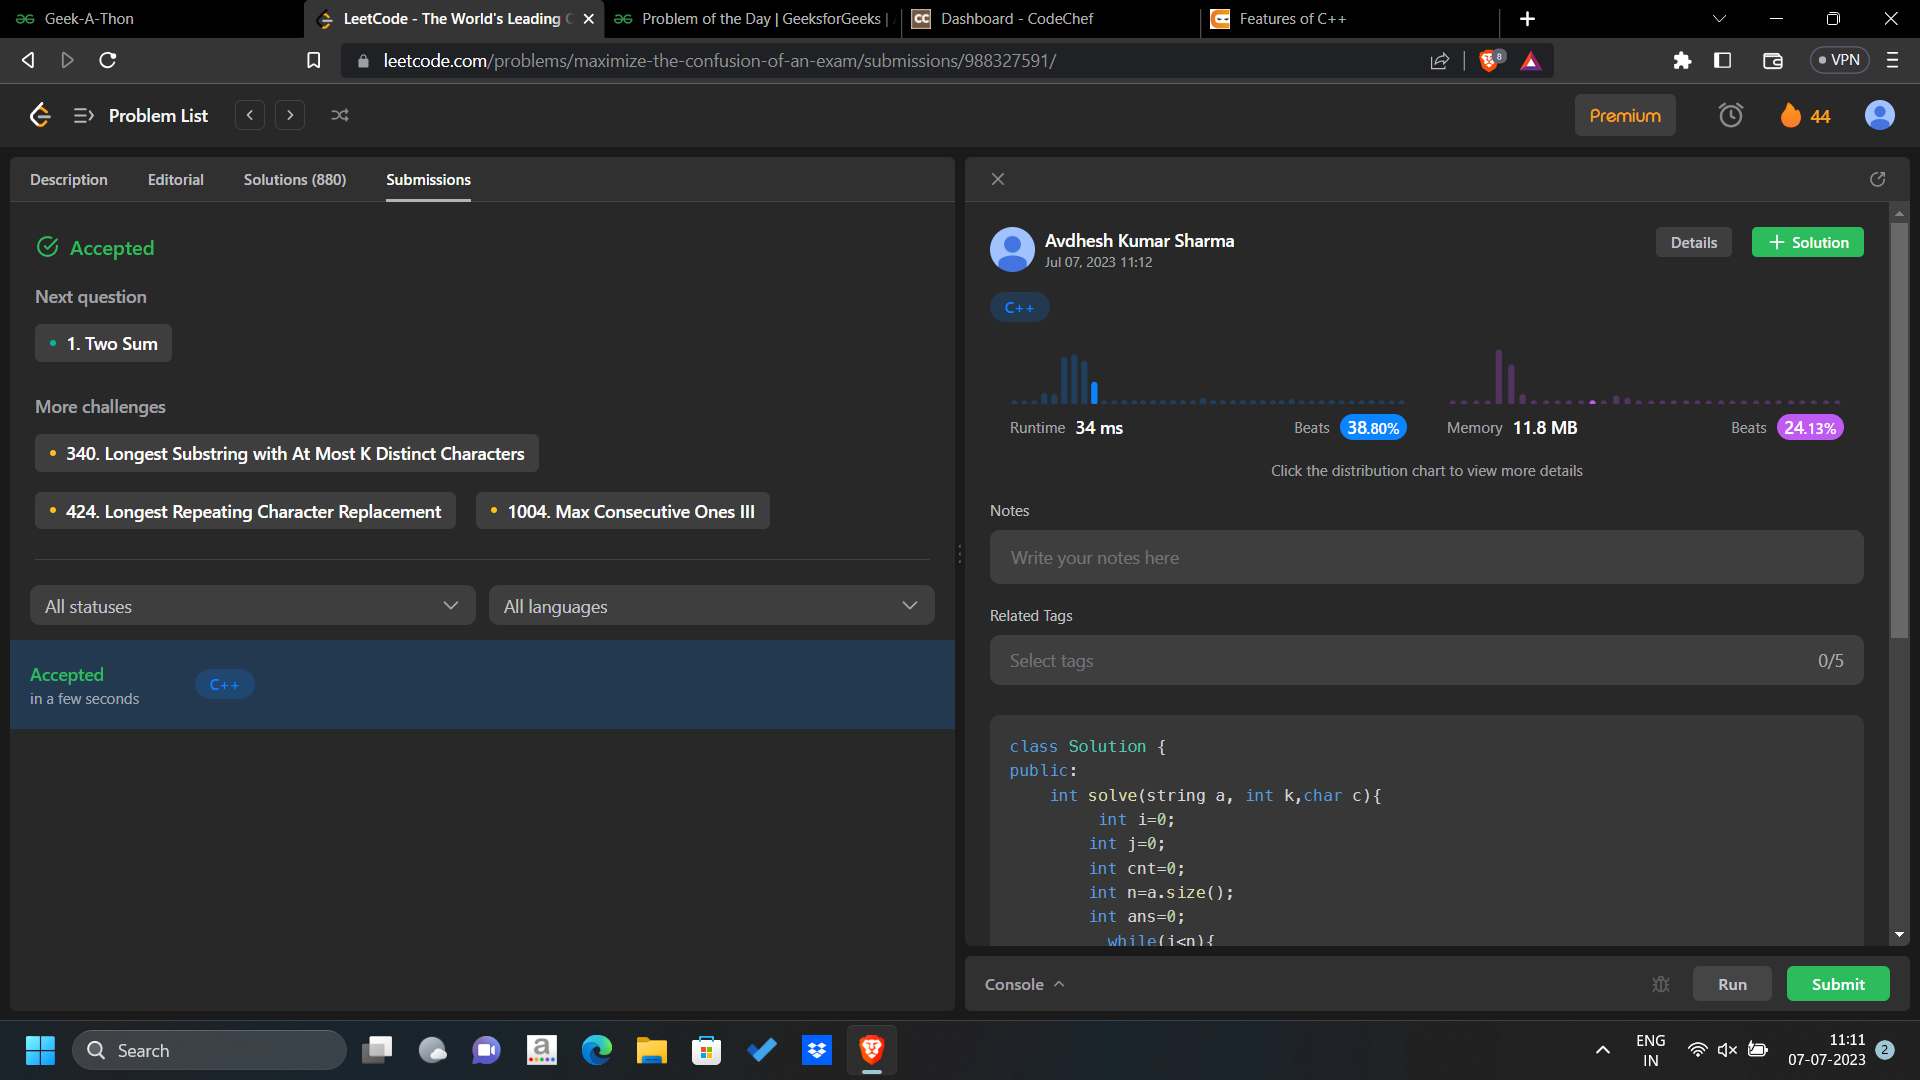 Geek-A-Thon
LeetCode - The World's Leading
Problem of the Day | GeeksforGeeks |
CC Dashboard - CodeChef
Features of C++
leetcode.com/problems/maximize-the-confusion-of-an-exam/submissions/988327591/
8
VPN
Problem List
Premium
44
Description Editorial Solutions (880) Submissions
Accepted
Next question
1. Two Sum
More challenges
340. Longest Substring with At Most K Distinct Characters
424. Longest Repeating Character Replacement 1004. Max Consecutive Ones III
All statuses All languages
Accepted
in a few seconds
C++
Avdhesh Kumar Sharma
Jul 07, 2023 11:12
Details + Solution
C++
Runtime 34 ms Beats 38.80% Memory 11.8 MB Beats 24.13%
Click the distribution chart to view more details
Notes
Write your notes here
Related Tags
Select tags 0/5
class Solution {
public:
    int solve(string a, int k,char c){
         int i=0;
        int j=0;
        int cnt=0;
        int n=a.size();
        int ans=0;
          while(j<n){
Console Run Submit
Search
a
ENG
IN
11:11
07-07-2023
2